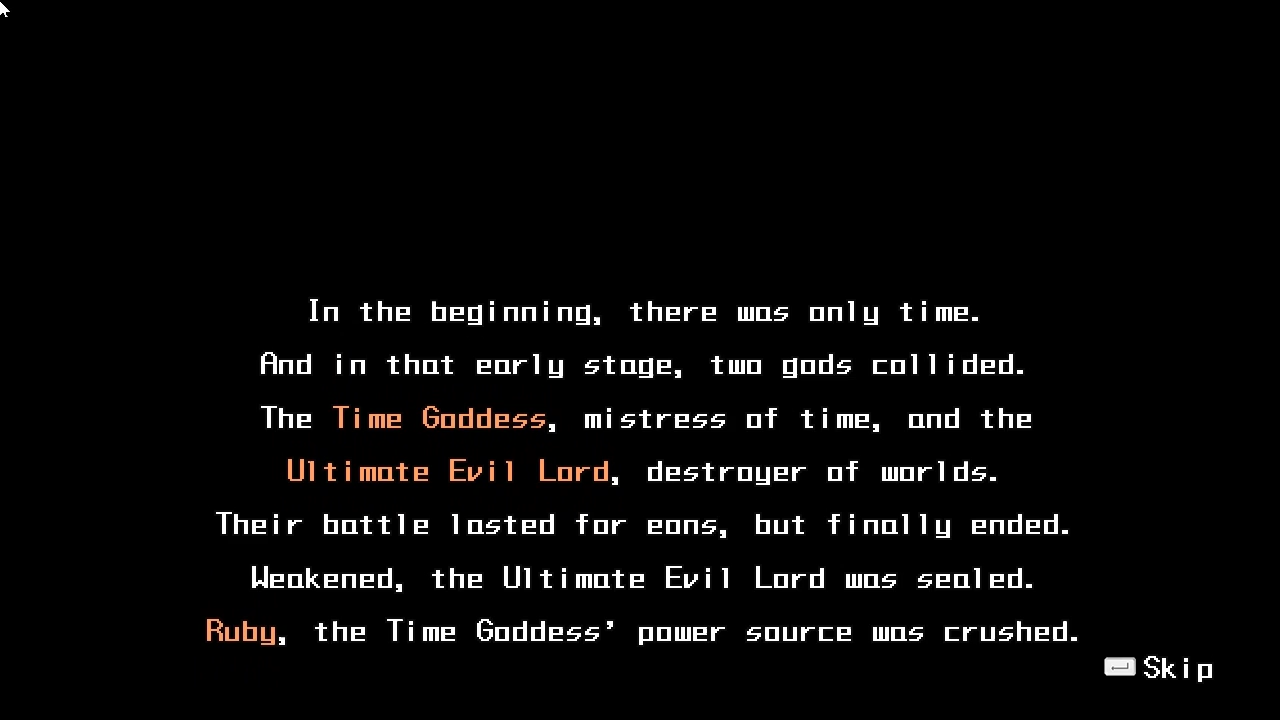 In the beginning, there was only time.
And in that early stage, two gods collided.
The Time Goddess, mistress of time, and the
Ultimate Evil Lord, destroyer of worlds.
Their battle lasted for eons, but finally ended.
Weakened, the Ultimate Evil Lord was sealed.
Ruby, the Time Goddess' power source was crushed.
Skip